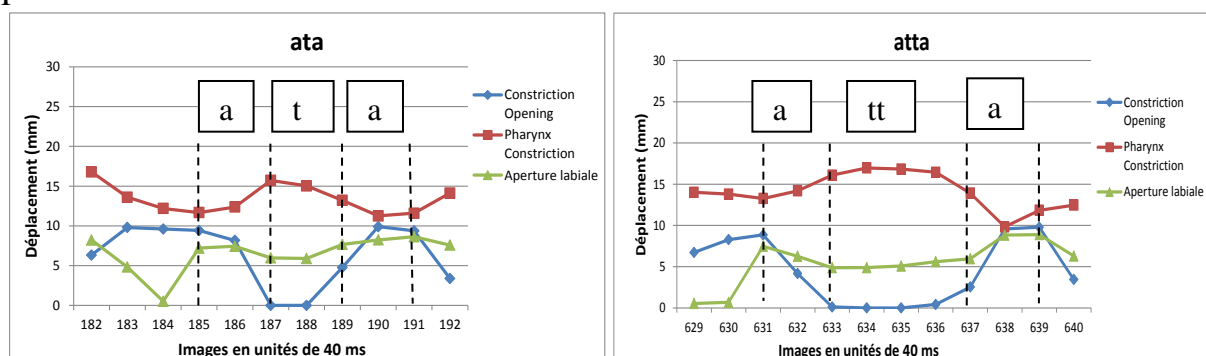 ata
30
25
20
15
10
5
0
Déplacement (mm)
a
t
a
Constriction
Opening
Pharynx
Constriction
Aperture labiale
182 183 184 185 186 187 188 189 190 191 192
Images en unités de 40 ms
atta
30
25
20
15
10
5
0
Déplacement (mm)
a
tt
a
Constriction
Opening
Pharynx
Constriction
Aperture labiale
629 630 631 632 633 634 635 636 637 638 639 640
Images en unités de 40 ms